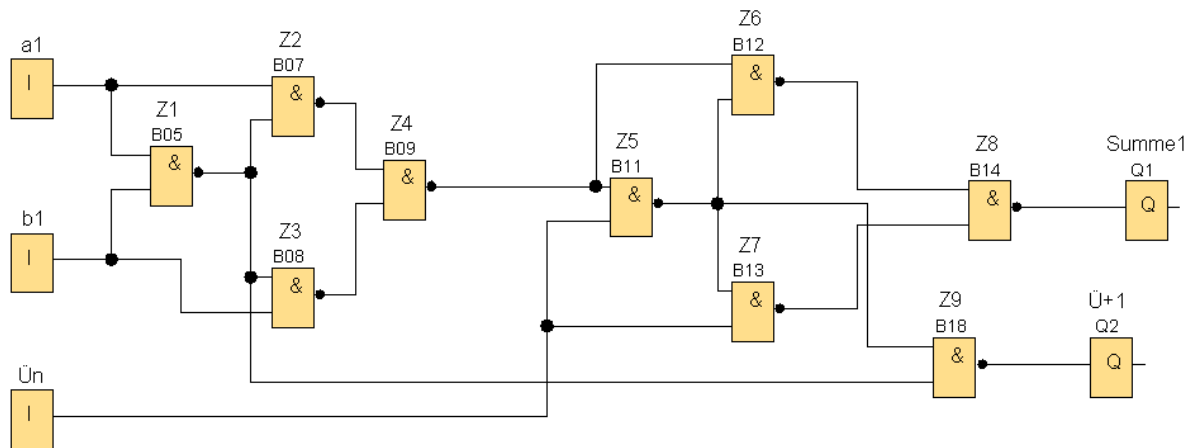 a1
I
Z1
B05
&
Z2
B07
&
Z3
B08
&
Z4
B09
&
b1
I
Ün
I
Z5
B11
&
Z6
B12
&
Z7
B13
&
Z8
B14
&
Summe1
Q1
Q
Z9
B18
&
Ü+1
Q2
Q